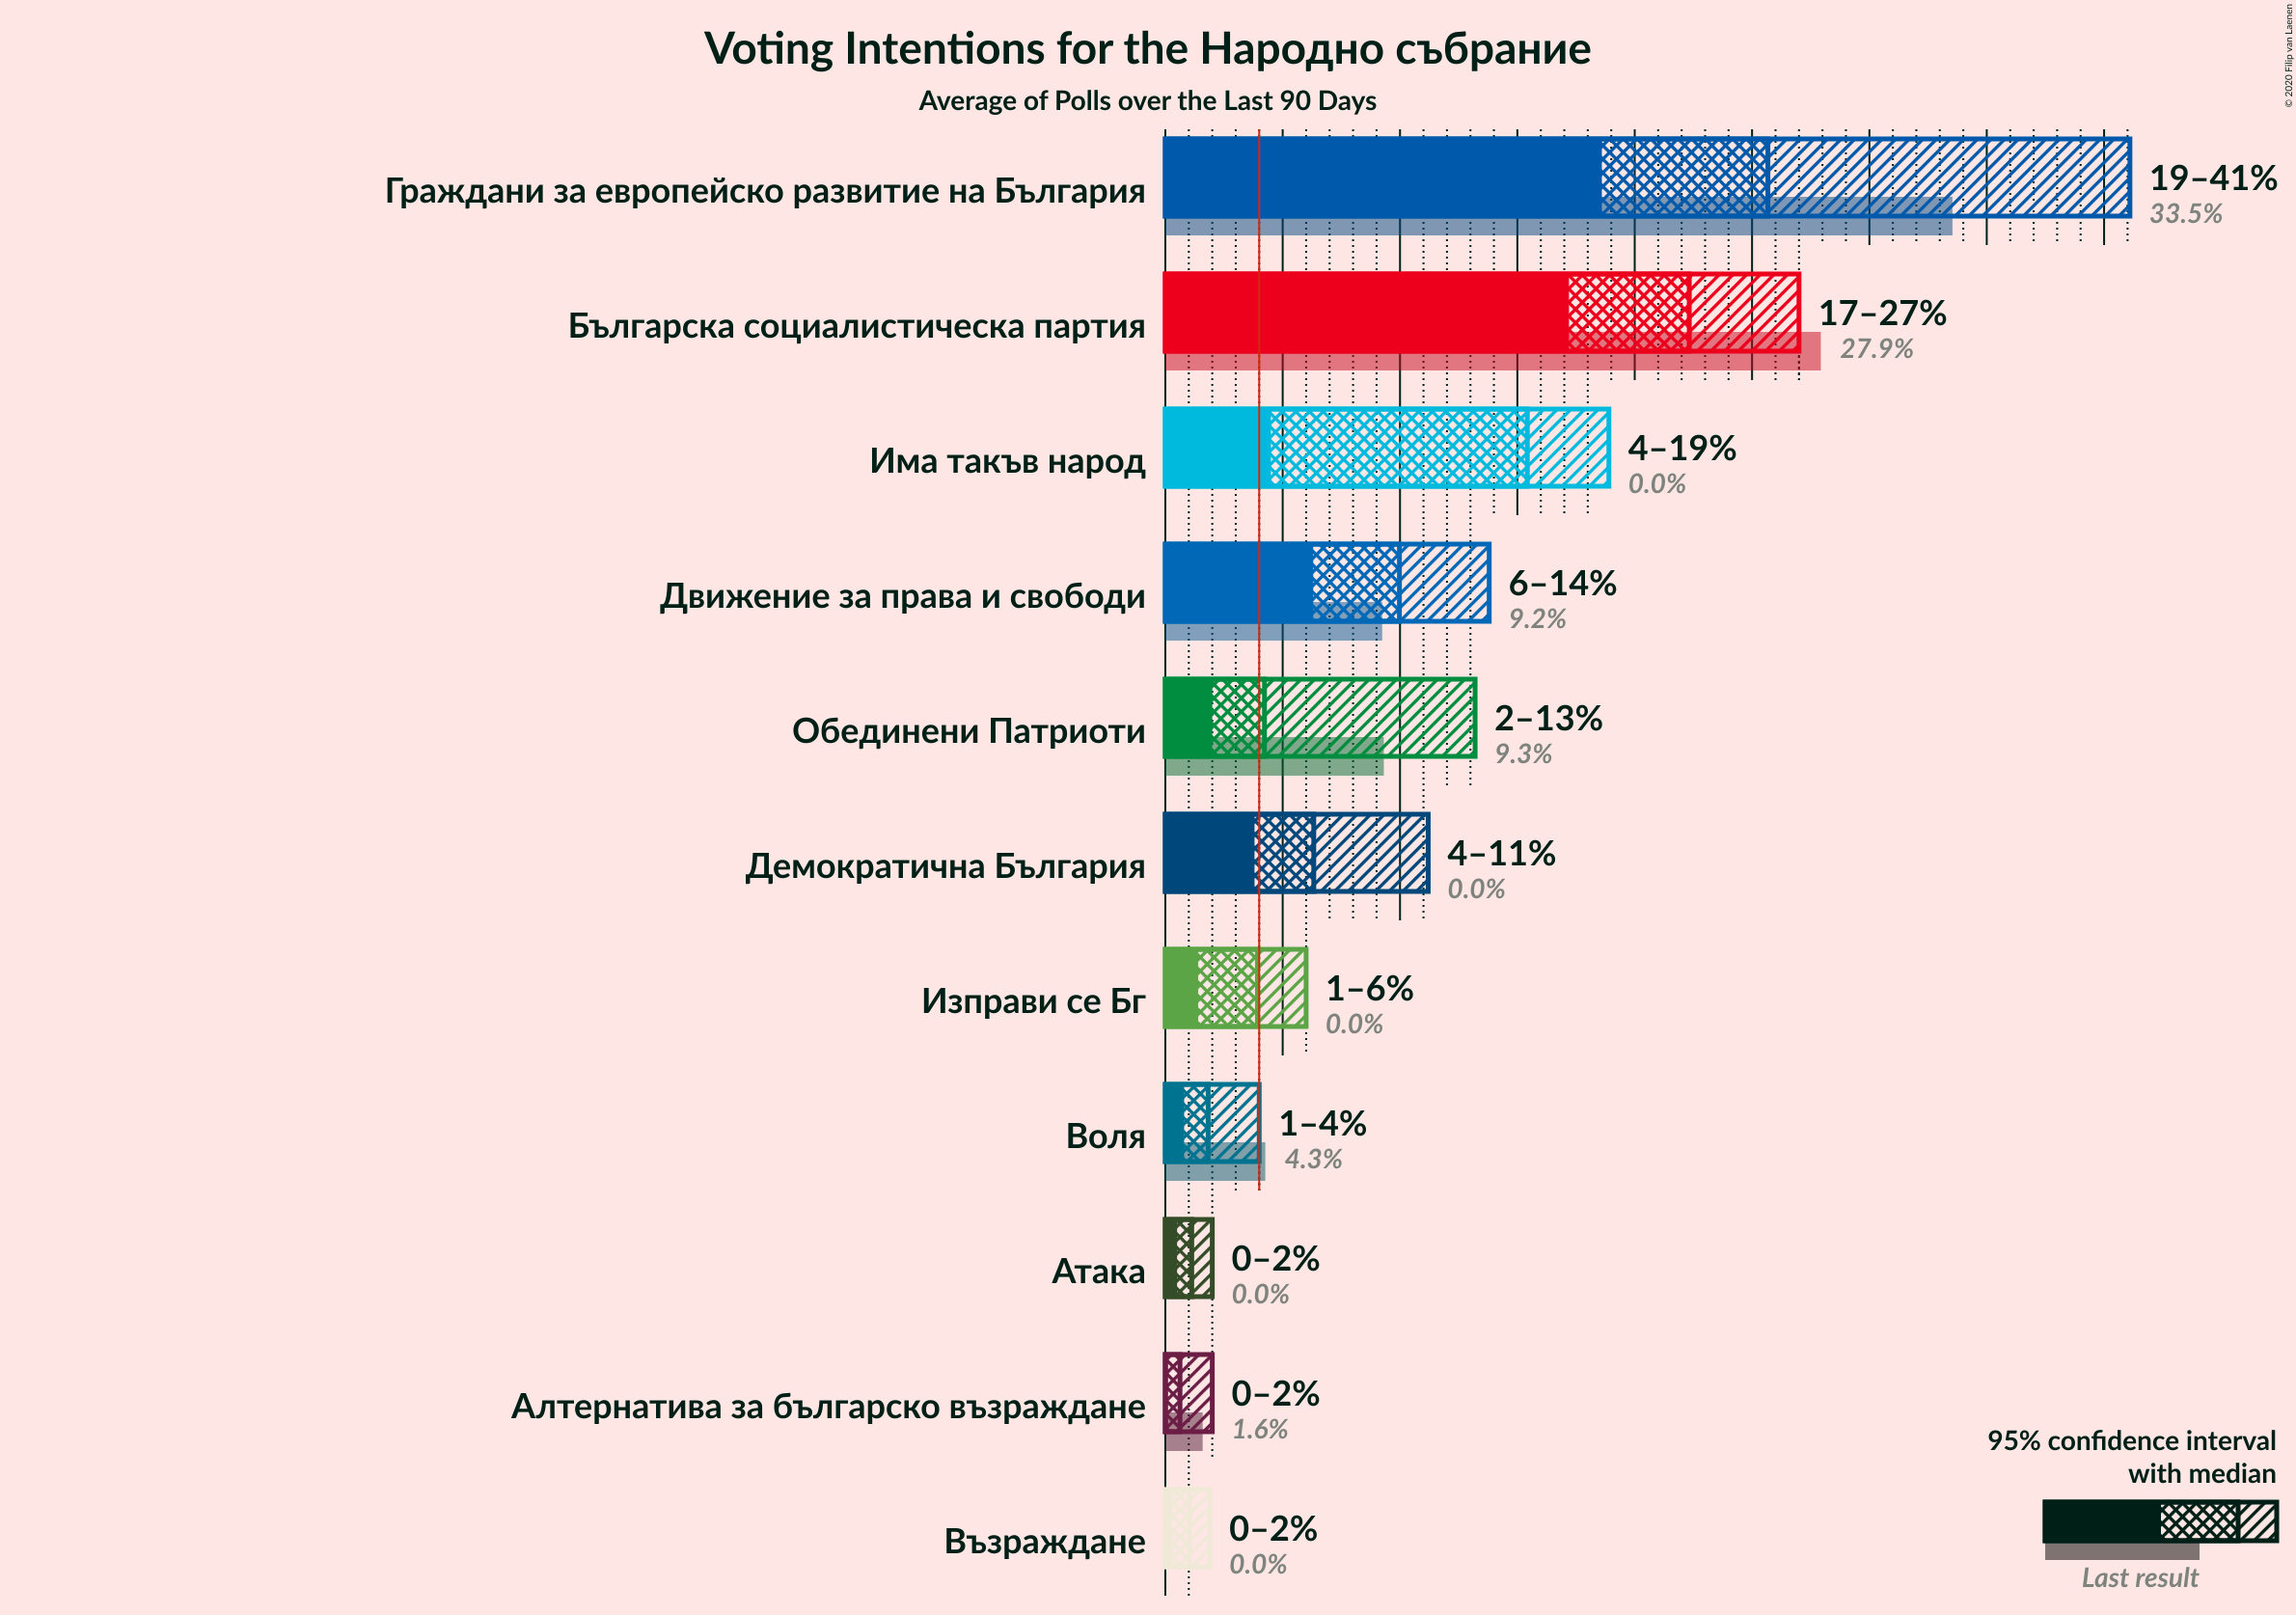 Voting Intentions for the Народно събрание
Average of Polls over the Last 90 Days
© 2020 Filip van Laenen
Граждани за европейско развитие на България
19–41%
33.5%
Българска социалистическа партия
17–27%
27.9%
Има такъв народ
4–19%
0.0%
Движение за права и свободи
6–14%
9.2%
Обединени Патриоти
2–13%
9.3%
Демократична България
4–11%
0.0%
Изправи се Бг
1–6%
0.0%
Воля
1–4%
4.3%
Атака
0–2%
0.0%
Алтернатива за българско възраждане
0–2%
1.6%
Възраждане
0–2%
0.0%
95% confidence interval
with median
Last result